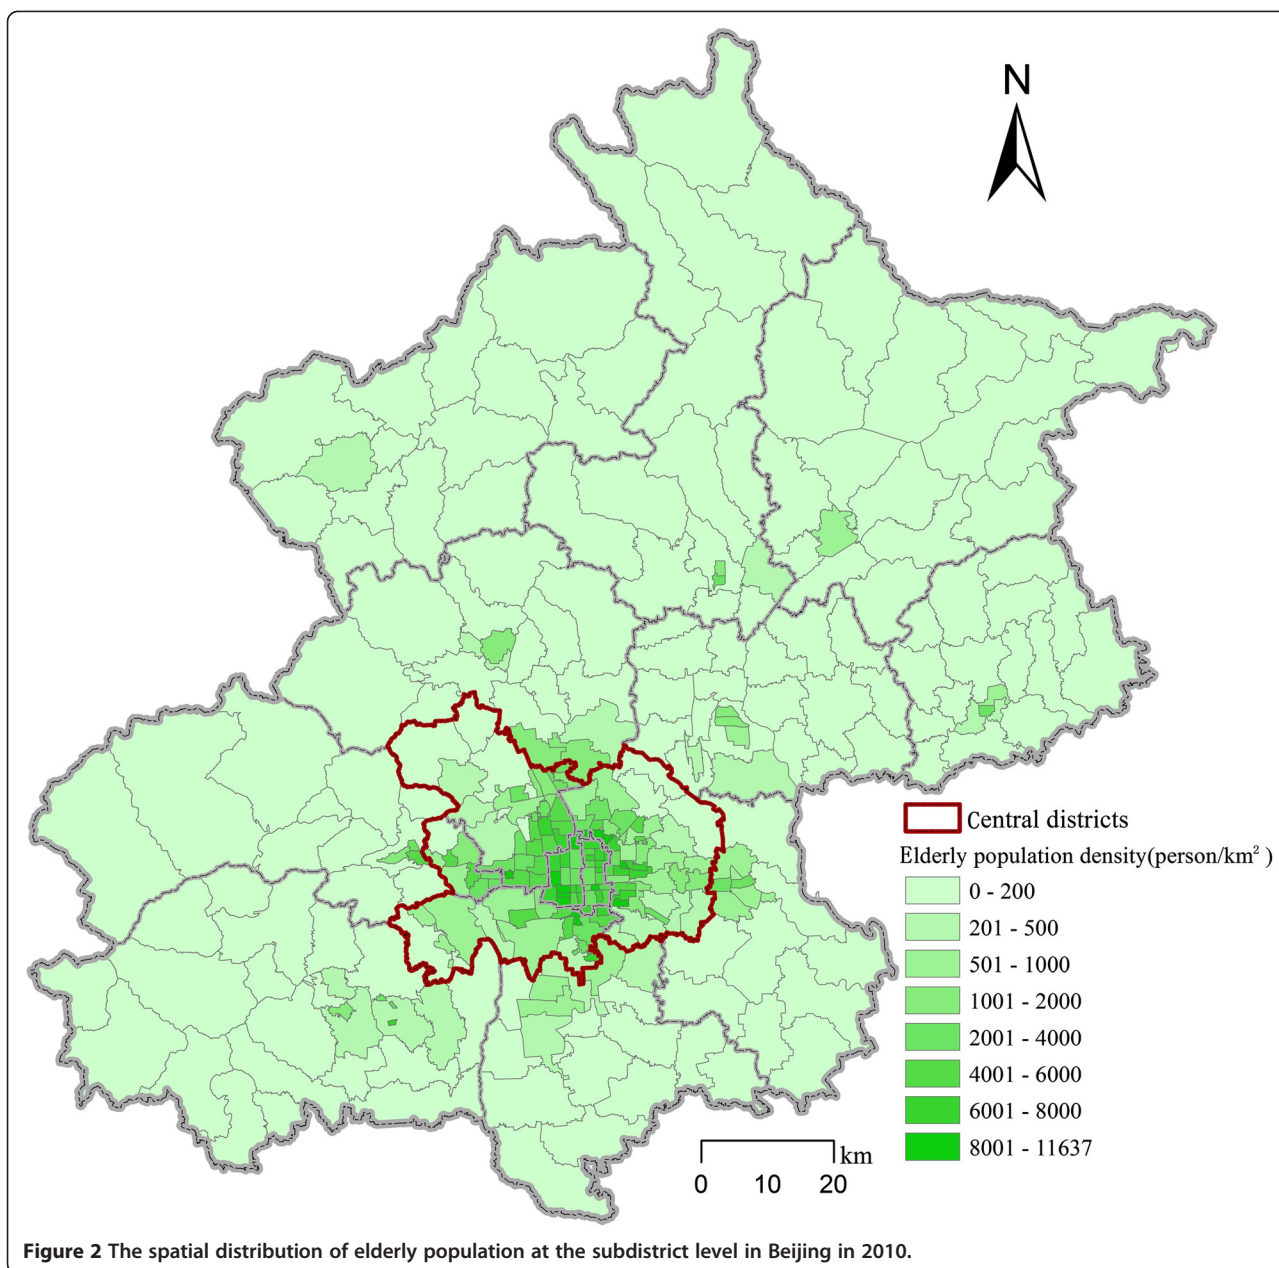 N
Central districts
Elderly population density(person/km²)
0 - 200
201 - 500
501 - 1000
1001 - 2000
2001 - 4000
4001 - 6000
6001 - 8000
8001 - 11637
km
0 10 20
Figure 2 The spatial distribution of elderly population at the subdistrict level in Beijing in 2010.